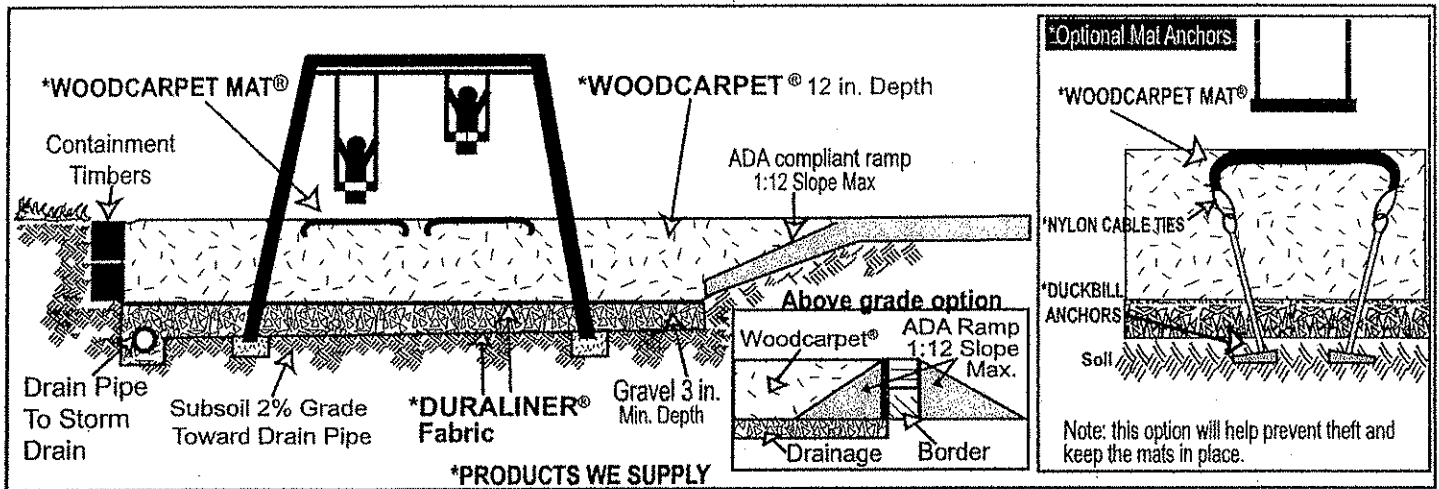 *WOODCARPET MAT®
*WOODCARPET® 12 in. Depth
Containment
Timbers
ADA compliant ramp
1:12 Slope Max
Drain Pipe
To Storm
Drain
Subsoil 2% Grade
Toward Drain Pipe
*DURALINER®
Fabric
Gravel 3 in.
Min. Depth
*PRODUCTS WE SUPPLY
Above grade option
Woodcarpet®
ADA Ramp
1:12 Slope
Max.
Drainage
Border
*Optional Mat Anchors
*WOODCARPET MAT®
*NYLON CABLE TIES
*DUCKBILL
ANCHORS
Soil
Note: this option will help prevent theft and
keep the mats in place.